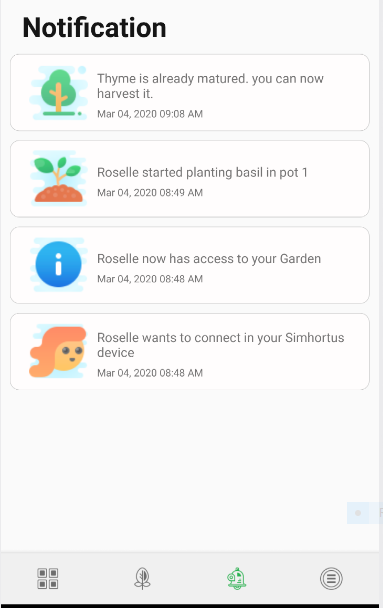 Notification
Thyme is already matured. you can now
harvest it.
Mar 04, 2020 09:08 AM
Roselle started planting basil in pot 1
Mar 04, 2020 08:49 AM
Roselle now has access to your Garden
Mar 04, 2020 08:48 AM
Roselle wants to connect in your Simhortus
device
Mar 04, 2020 08:48 AM